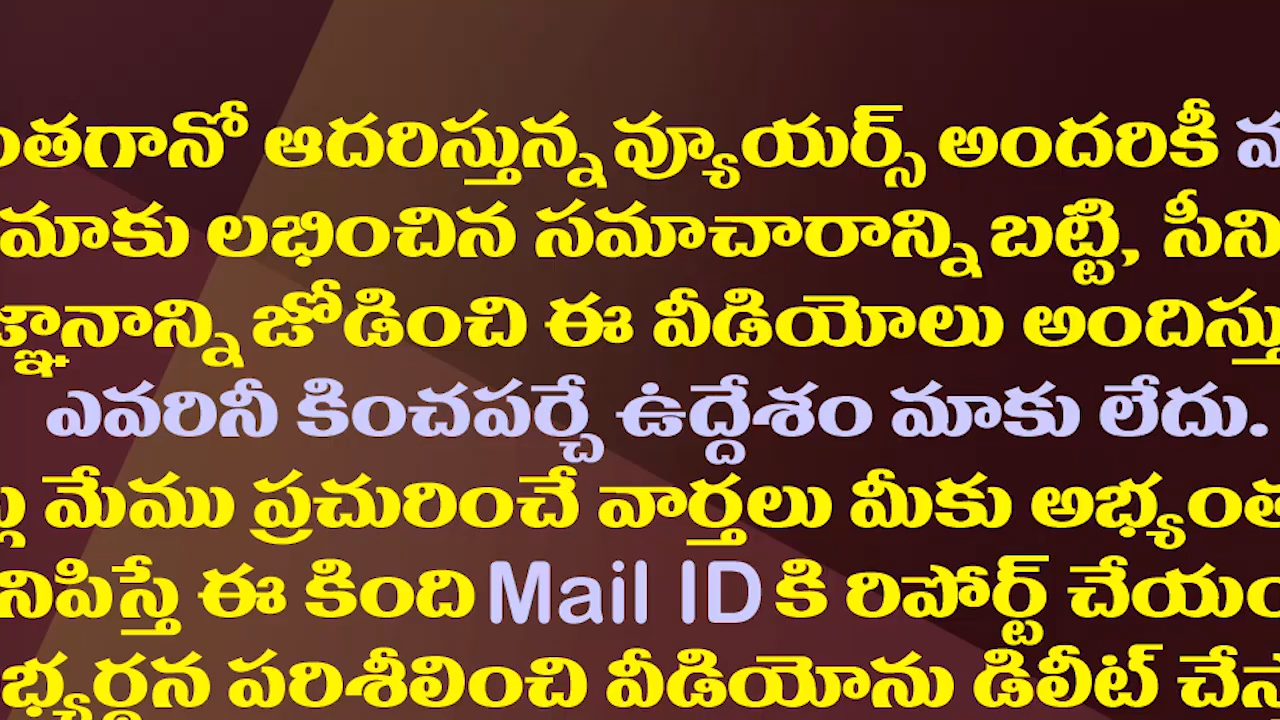 ఆదరిస్తున్న వ్యూయర్స్ అందరికీ
మాకు లభించిన సమాచారాన్ని బట్టి,
జోడించి ఈ వీడియోలు
ఎవరినీ కించపర్చే ఉద్దేశం మాకు లేదు.
మేము ప్రచురించే వార్తలు మీకు
ఈ కింది Mail ID కి రిపోర్ట్
పరిశీలించి వీడియోను డిలీట్